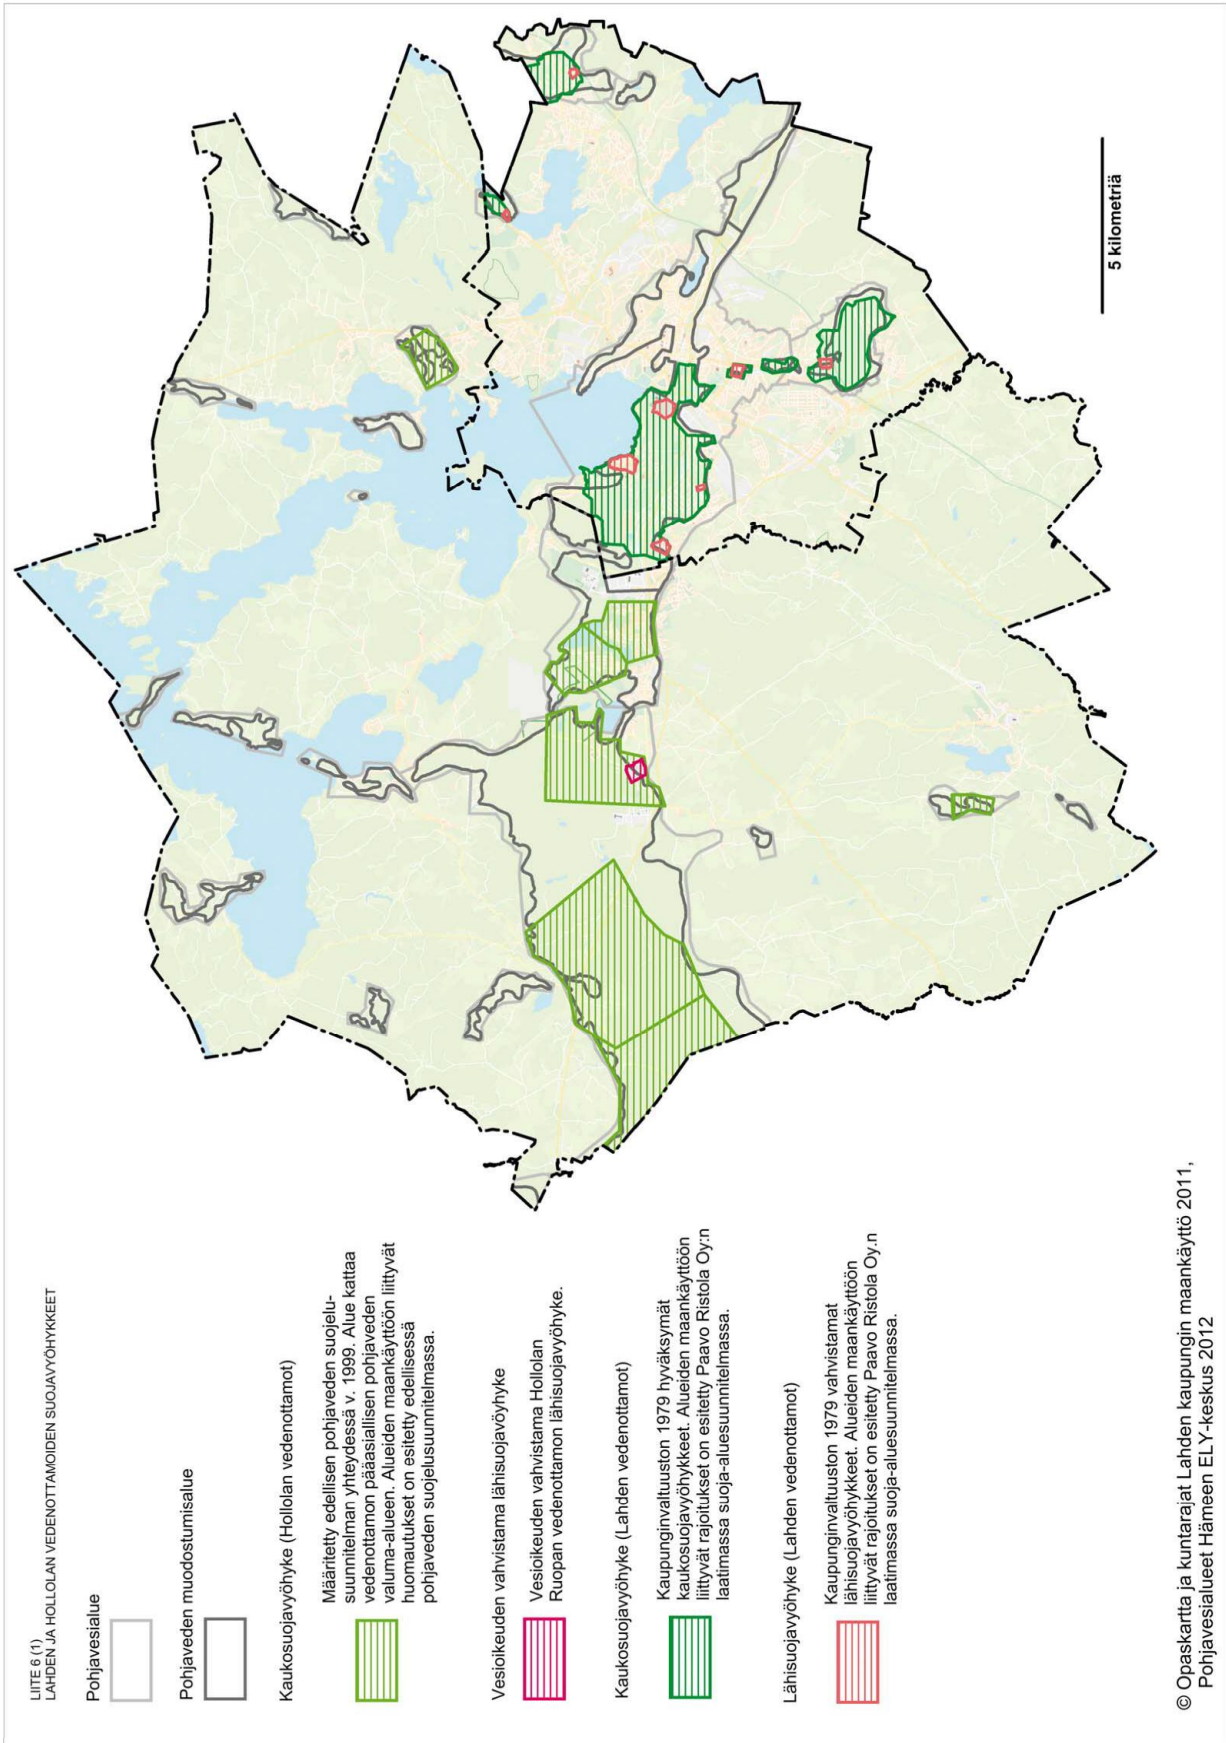 LIITE 6 (1)
LAHDEN JA HOLLOLAN VEDENOTTAMOIDEN SUOJAVYÖHYKKEET
Pohjavesialue
Pohjaveden muodostumisalue
Kaukosuojavyöhyke (Hollolan vedenottamot)
Määritetty edellisen pohjaveden suojelu-
suunnitelman yhteydessä v. 1999. Alue kattaa
vedenottamon pääasiallisen pohjaveden
valuma-alueen. Alueiden maankäyttöön liittyvät
huomautukset on esitetty edellisessä
pohjaveden suojelusuunnitelmassa.
Vesioikeuden vahvistama lähisuojavyöhyke
Vesioikeuden vahvistama Hollolan
Ruopan vedenottamon lähisuojavyöhyke.
Kaukosuojavyöhyke (Lahden vedenottamot)
Kaupunginvaltuuston 1979 hyväksymät
kaukosuojavyöhykkeet. Alueiden maankäyttöön
liittyvät rajoitukset on esitetty Paavo Ristola Oy:n
laatimassa suoja-aluesuunnitelmassa.
Lähisuojavyöhyke (Lahden vedenottamot)
Kaupunginvaltuuston 1979 vahvistamat
lähisuojavyöhykkeet. Alueiden maankäyttöön
liittyvät rajoitukset on esitetty Paavo Ristola Oy.n
laatimassa suoja-aluesuunnitelmassa.
5 kilometriä
© Opaskartta ja kuntarajat Lahden kaupungin maankäyttö 2011,
Pohjavesialueet Hämeen ELY-keskus 2012